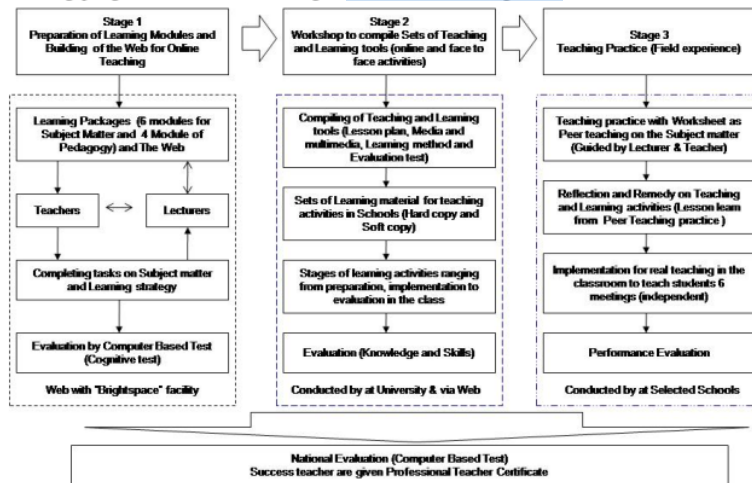 Stage 1
Preparation of Learning Modules and
Building of the Web for Online
Teaching
Learning Packages (6 modules for
Subject Matter and 4 Module of
Pedagogy) and The Web
Teachers
Lecturers
Completing tasks on Subject matter
and Learning strategy
Evaluation by Computer Based Test
(Cognitive test)
Web with "Brightspace" facility
Stage 2
Workshop to compile Sets of Teaching
and Learning tools (online and face to
face activities)
Compiling of Teaching and Learning
tools (Lesson plan, Media and
multimedia, Learning method and
Evaluation test)
Sets of Learning material for teaching
activities in Schools (Hard copy and
Soft copy)
Stages of learning activities ranging
from preparation, implementation to
evaluation in the class
Evaluation (Knowledge and Skills)
Conducted by at University & via Web
Stage 3
Teaching Practice (Field experience)
Teaching practice with Worksheet as
Peer teaching on the Subject matter
(Guided by Lecturer & Teacher)
Reflection and Remedy on Teaching
and Learning activities (Lesson learn
from Peer Teaching practice )
Implementation for real teaching in the
classroom to teach students 6
meetings (independent)
Performance Evaluation
Conducted by at Selected Schools
National Evaluation (Computer Based Test)
Success teacher are given Professional Teacher Certificate